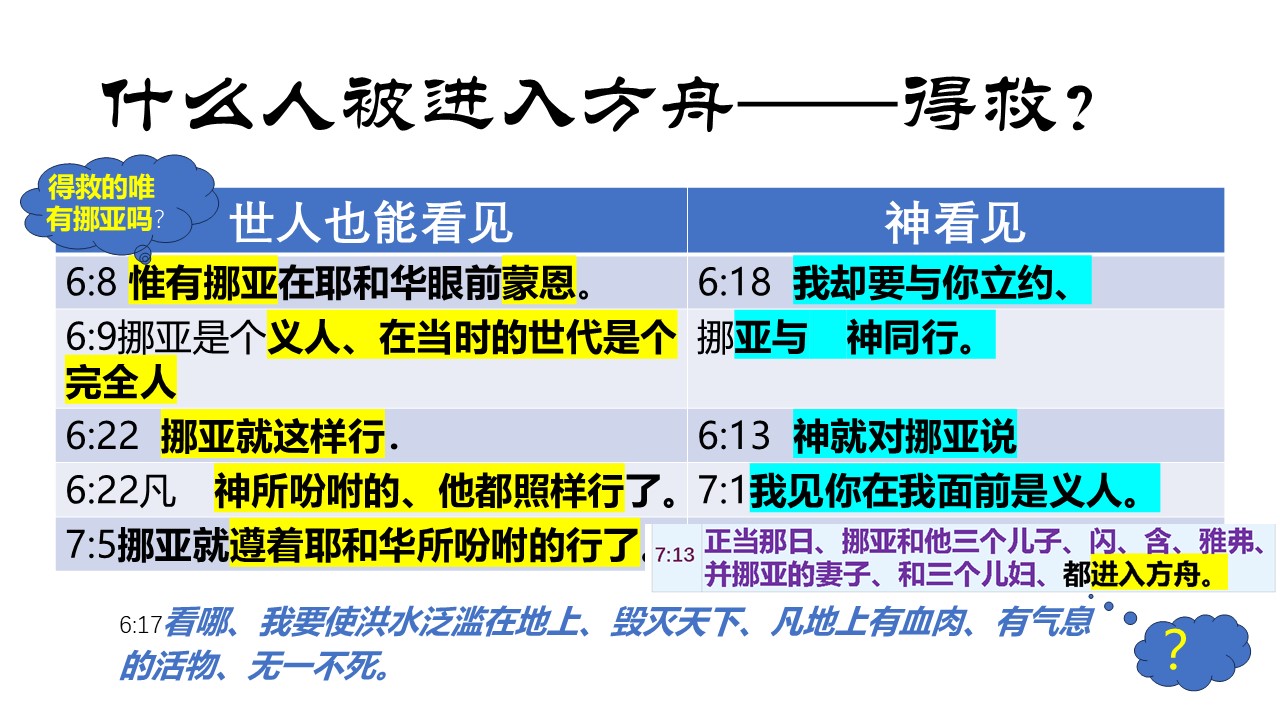 什么人被进入方舟——得救?
得救的唯
有挪亚吗?
世人也能看见
神看见
6:8 惟有挪亚在耶和华眼前蒙恩。
6:18 我却要与你立约、
6:9挪亚是个义人、在当时的世代是个
完全人
挪亚与 神同行。
6:22 挪亚就这样行.
6:13 神就对挪亚说
6:22凡 神所吩咐的、他都照样行了。
7:1我见你在我面前是义人。
7:5挪亚就遵着耶和华所吩咐的行了.
7:13
正当那日、挪亚和他三个儿子、闪、含、雅弗、
并挪亚的妻子、和三个儿妇、都进入方舟。
6:17看哪、我要使洪水泛滥在地上、毁灭天下、凡地上有血肉、有气息
的活物、无一不死。
?